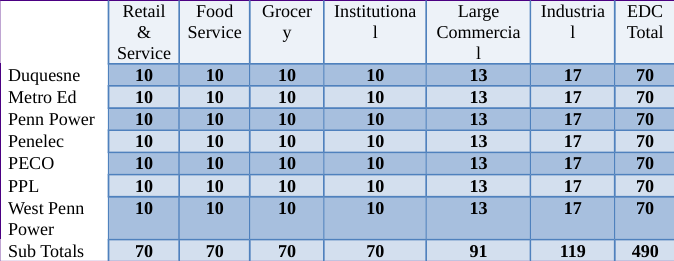 Retail & Service Food Service Grocery Institutional Large Commercial Industrial EDC Total
Duquesne 10 10 10 10 13 17 70
Metro Ed 10 10 10 10 13 17 70
Penn Power 10 10 10 10 13 17 70
Penelec 10 10 10 10 13 17 70
PECO 10 10 10 10 13 17 70
PPL 10 10 10 10 13 17 70
West Penn Power 10 10 10 10 13 17 70
Sub Totals 70 70 70 70 91 119 490